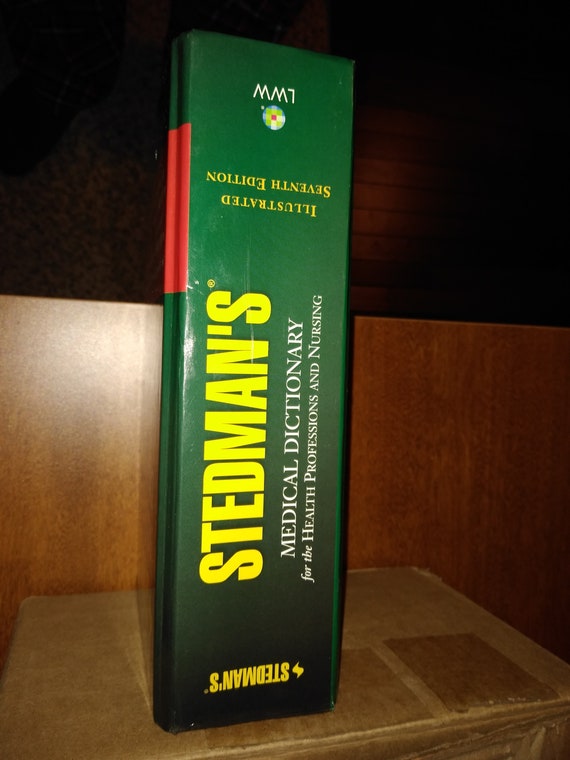 LWW
ILLUSTRATED
SEVENTH EDITION
STEDMAN'S®
MEDICAL DICTIONARY
for the HEALTH PROFESSIONS AND NURSING
STEDMAN'S®